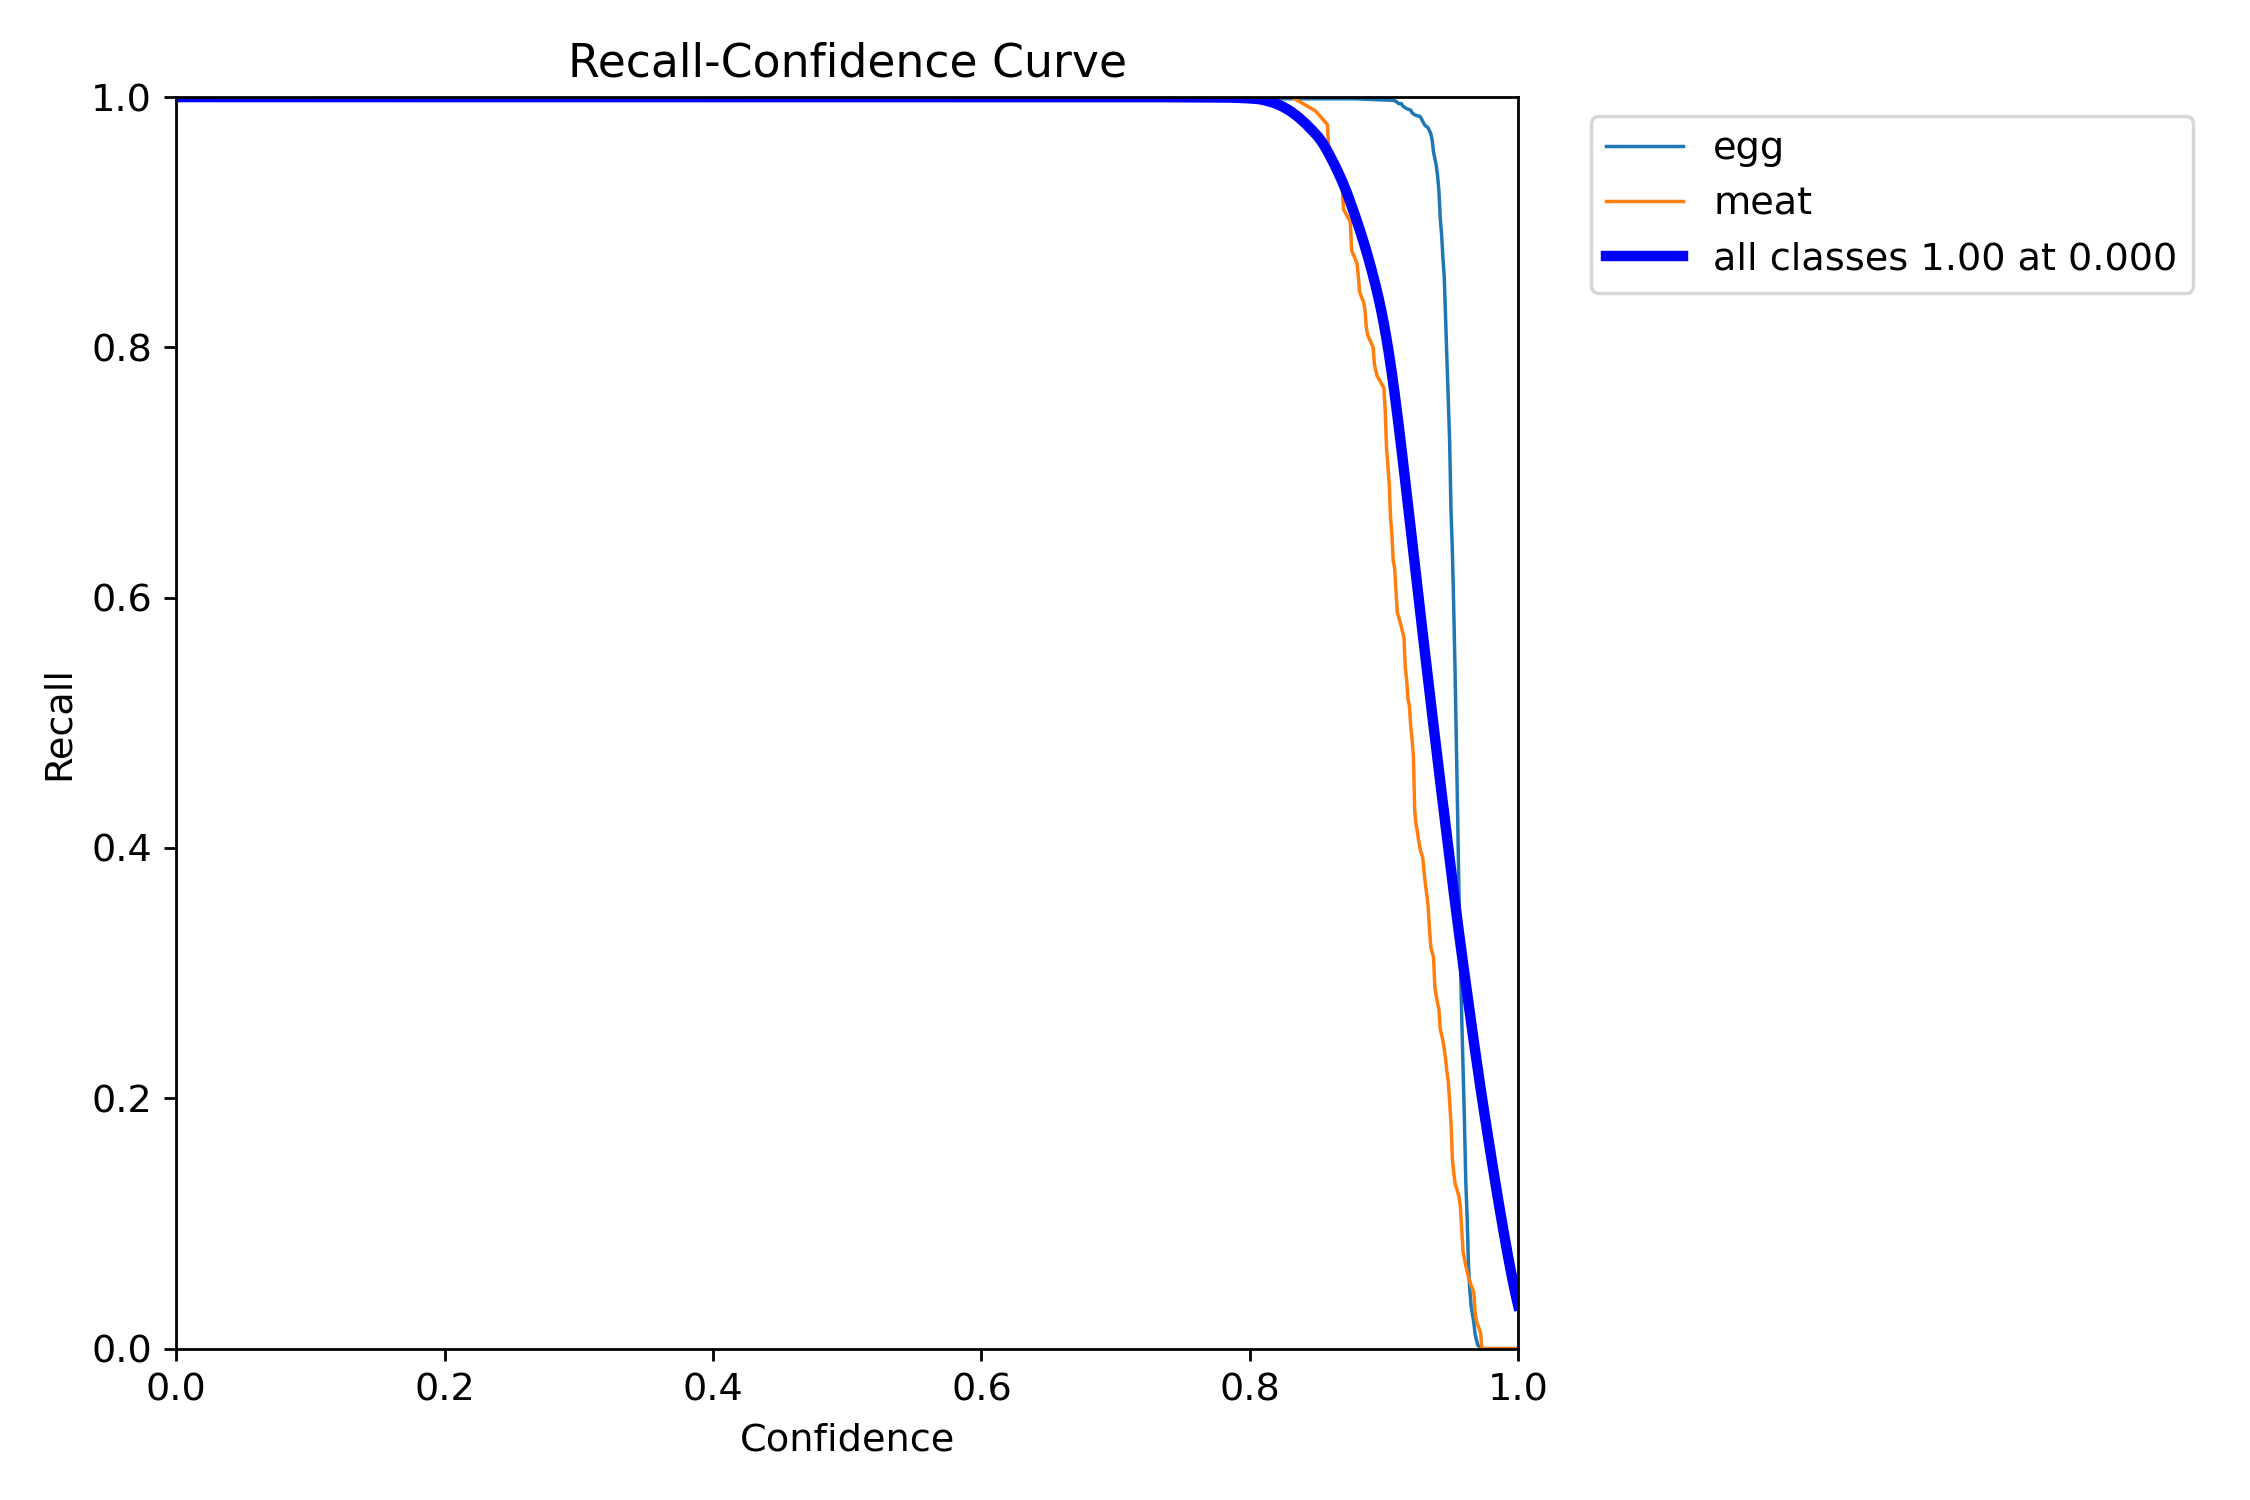 Recall-Confidence Curve
1.0
0.8
0.6
0.4
0.2
0.0
Recall
0.0 0.2 0.4 0.6 0.8 1.0
Confidence
egg
meat
all classes 1.00 at 0.000